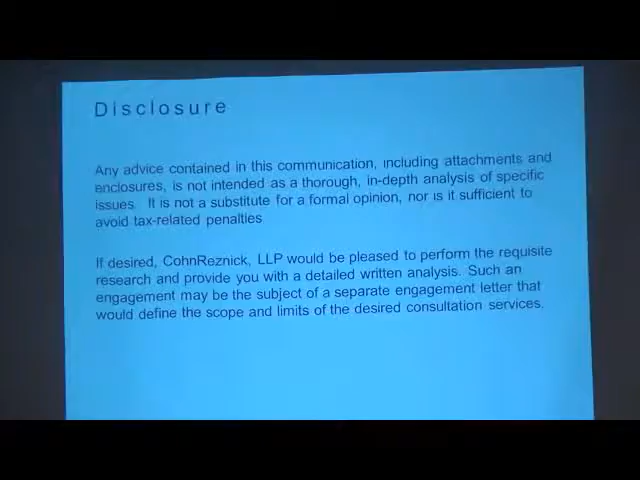 Disclosure
Any advice contained in this communication, including attachments and
enclosures, is not intended as a thorough, in-depth analysis of specific
issues. It is not a substitute for a formal opinion, nor is it sufficient to
avoid tax-related penalties
If desired, CohnReznick, LLP would be pleased to perform the requisite
research and provide you with a detailed written analysis. Such an
engagement may be the subject of a separate engagement letter that
would define the scope and limits of the desired consultation services.